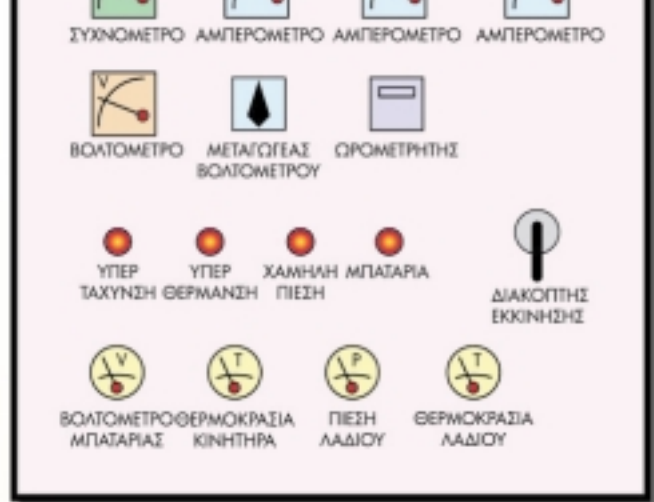 ΣΥΧΝΟΜΕΤΡΟ ΑΜΠΕΡΟΜΕΤΡΟ ΑΜΠΕΡΟΜΕΤΡΟ ΑΜΠΕΡΟΜΕΤΡΟ
V
ΒΟΛΤΟΜΕΤΡΟ ΜΕΤΑΓΩΓΕΑΣ ΩΡΟΜΕΤΡΗΤΗΣ
ΒΟΛΤΟΜΕΤΡΟΥ
ΥΠΕΡ ΥΠΕΡ ΧΑΜΗΛΗ ΜΠΑΤΑΡΙΑ
ΤΑΧΥΝΣΗ ΘΕΡΜΑΝΣΗ ΠΙΕΣΗ
ΔΙΑΚΟΠΤΗΣ
ΕΚΚΙΝΗΣΗΣ
V T P T
ΒΟΛΤΟΜΕΤΡΟ ΘΕΡΜΟΚΡΑΣΙΑ ΠΙΕΣΗ ΘΕΡΜΟΚΡΑΣΙΑ
ΜΠΑΤΑΡΙΑΣ ΚΙΝΗΤΗΡΑ ΛΑΔΙΟΥ ΛΑΔΙΟΥ